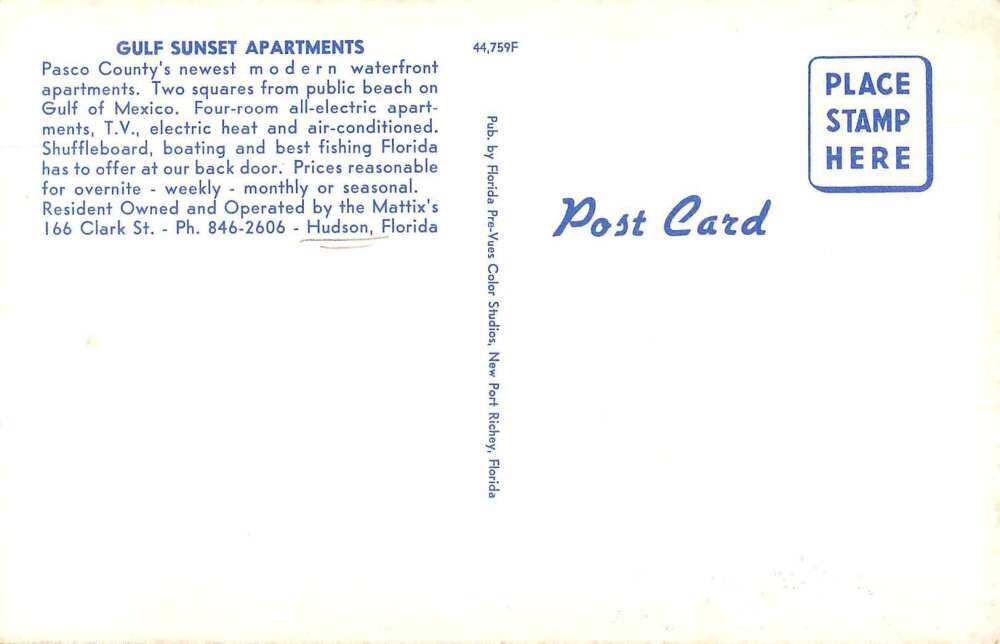 GULF SUNSET APARTMENTS
Pasco County's newest modern waterfront
apartments. Two squares from public beach on
Gulf of Mexico. Four-room all-electric apart-
ments, T.V., electric heat and air-conditioned.
Shuffleboard, boating and best fishing Florida
has to offer at our back door. Prices reasonable
for overnite - weekly - monthly or seasonal.
Resident Owned and Operated by the Mattix's
166 Clark St. - Ph. 846-2606 - Hudson, Florida
44,759F
Pub. by Florida Pre-Vues Color Studios, New Port Richey, Florida
Post Card
PLACE
STAMP
HERE